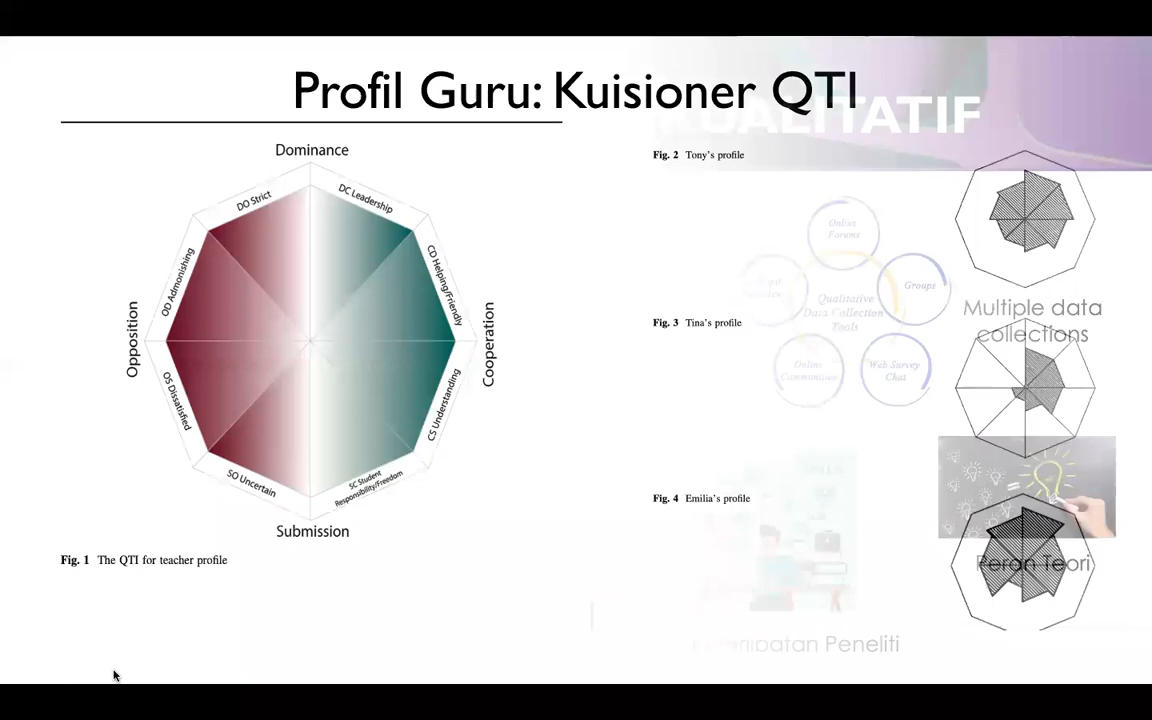 Profil Guru: Kuisioner QTI
KUALITATIF
Dominance
DO Strict
DC Leadership
OD Admonishing
CD Helping/Friendly
Opposition
Cooperation
OS Dissatisfied
CS Understanding
SO Uncertain
SC Student
Responsibility/Freedom
Submission
Fig. 1 The QTI for teacher profile
Fig. 2 Tony's profile
Online
Forums
Groups
Qualitative
Data Collection
Tools
Online
Communities
Web Survey
Chat
Multiple data
collections
Fig. 3 Tina's profile
Fig. 4 Emilia's profile
Peran Teori
Peneliti